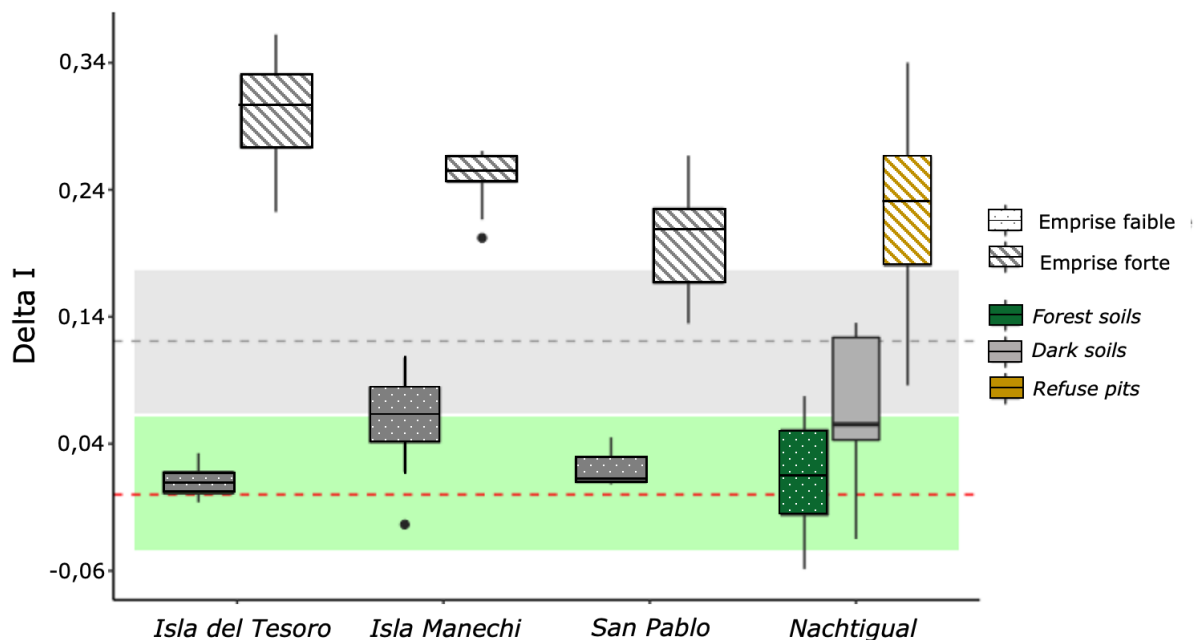 0,34
0,24
0,14
0,04
-0,06
Delta I
Isla del Tesoro
Isla Manechi
San Pablo
Nachtigual
Emprise faible
Emprise forte
Forest soils
Dark soils
Refuse pits